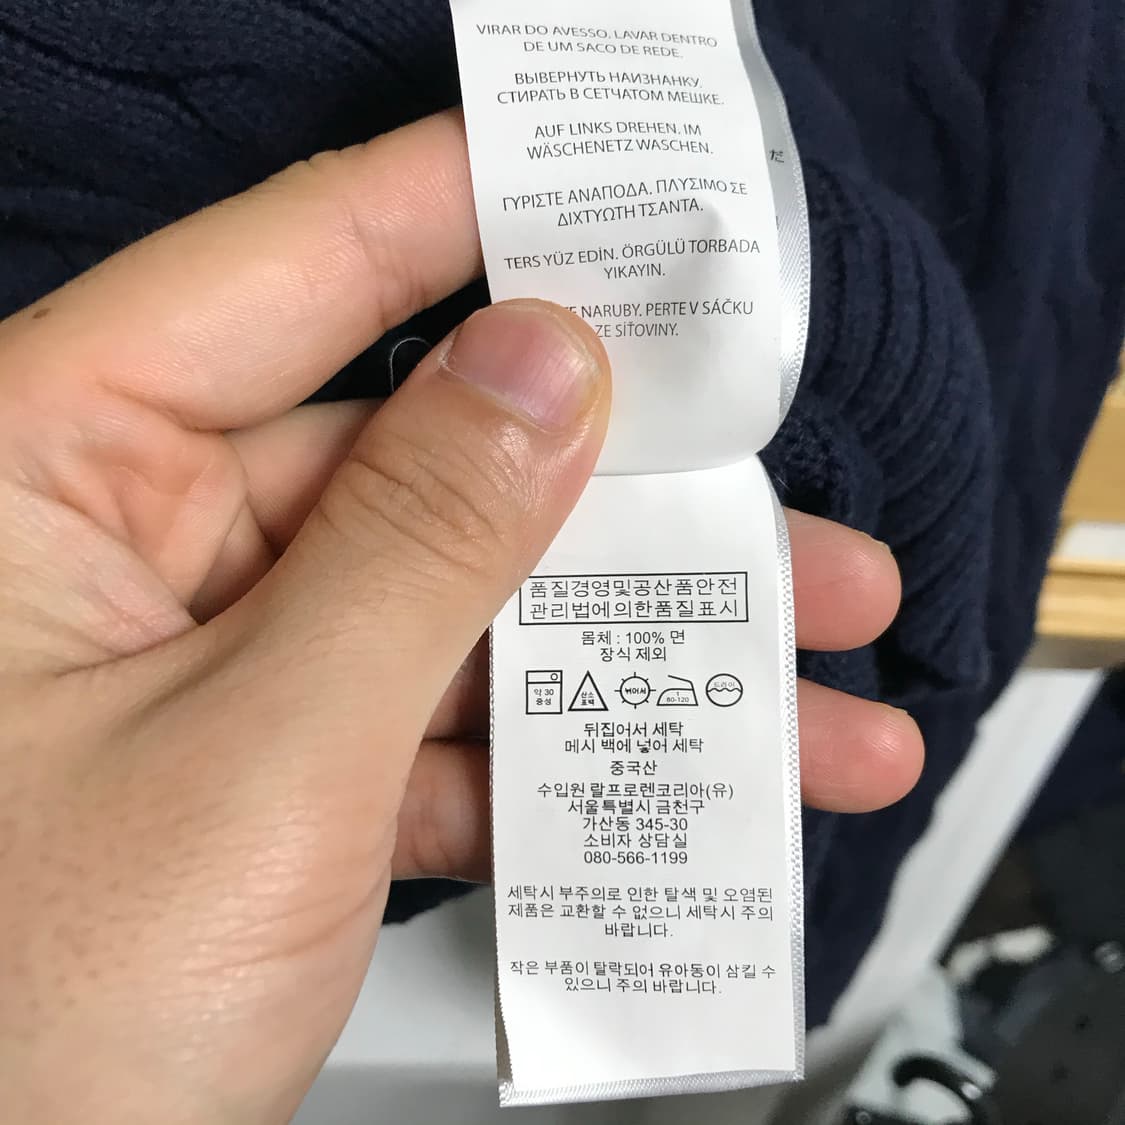 VIRAR DO AVESSO. LAVAR DENTRO
DE UM SACO DE REDE.
ВЫВЕРНУТЬ НАИЗНАНКУ.
СТИРАТЬ В СЕТЧАТОМ МЕШКЕ.
AUF LINKS DREHEN. IM
WÄSCHENETZ WASCHEN.
ΓΥΡΙΣΤΕ ΑΝΑΠΟΔΑ. ΠΛΥΣΙΜΟ ΣΕ
ΔΙΧΤΥΩΤΗ ΤΣΑΝΤΑ.
TERS YÜZ EDİN. ÖRGÜLÜ TORBADA
YIKAYIN.
NARUBY. PERTE V SÁČKU
ZE SÍŤOVINY.
だ
품질경영및공산품안전
관리법에의한품질표시
몸체 : 100% 면
장식 제외
약 30
중성
산소
표백
뉘어서
1
80-120
드라이
뒤집어서 세탁
메시 백에 넣어 세탁
중국산
수입원 랄프로렌코리아(유)
서울특별시 금천구
가산동 345-30
소비자 상담실
080-566-1199
세탁시 부주의로 인한 탈색 및 오염된
제품은 교환할 수 없으니 세탁시 주의
바랍니다.
작은 부품이 탈락되어 유아동이 삼킬 수
있으니 주의 바랍니다.